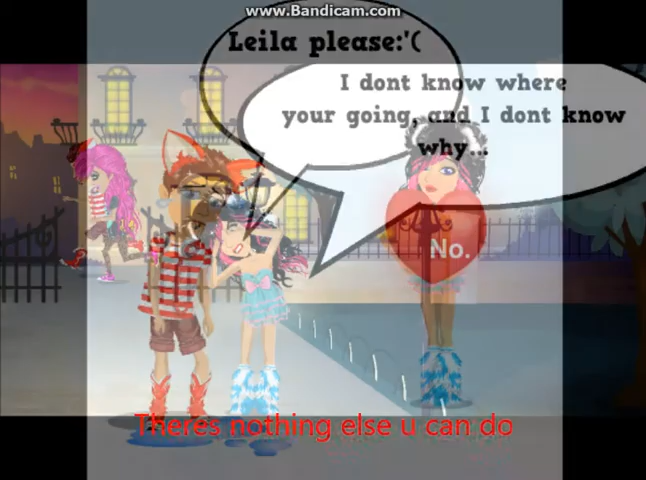 www.Bandicam.com
Leila please:'(
I dont know where
your going, and I dont know
why...
No.
Theres nothing else u can do